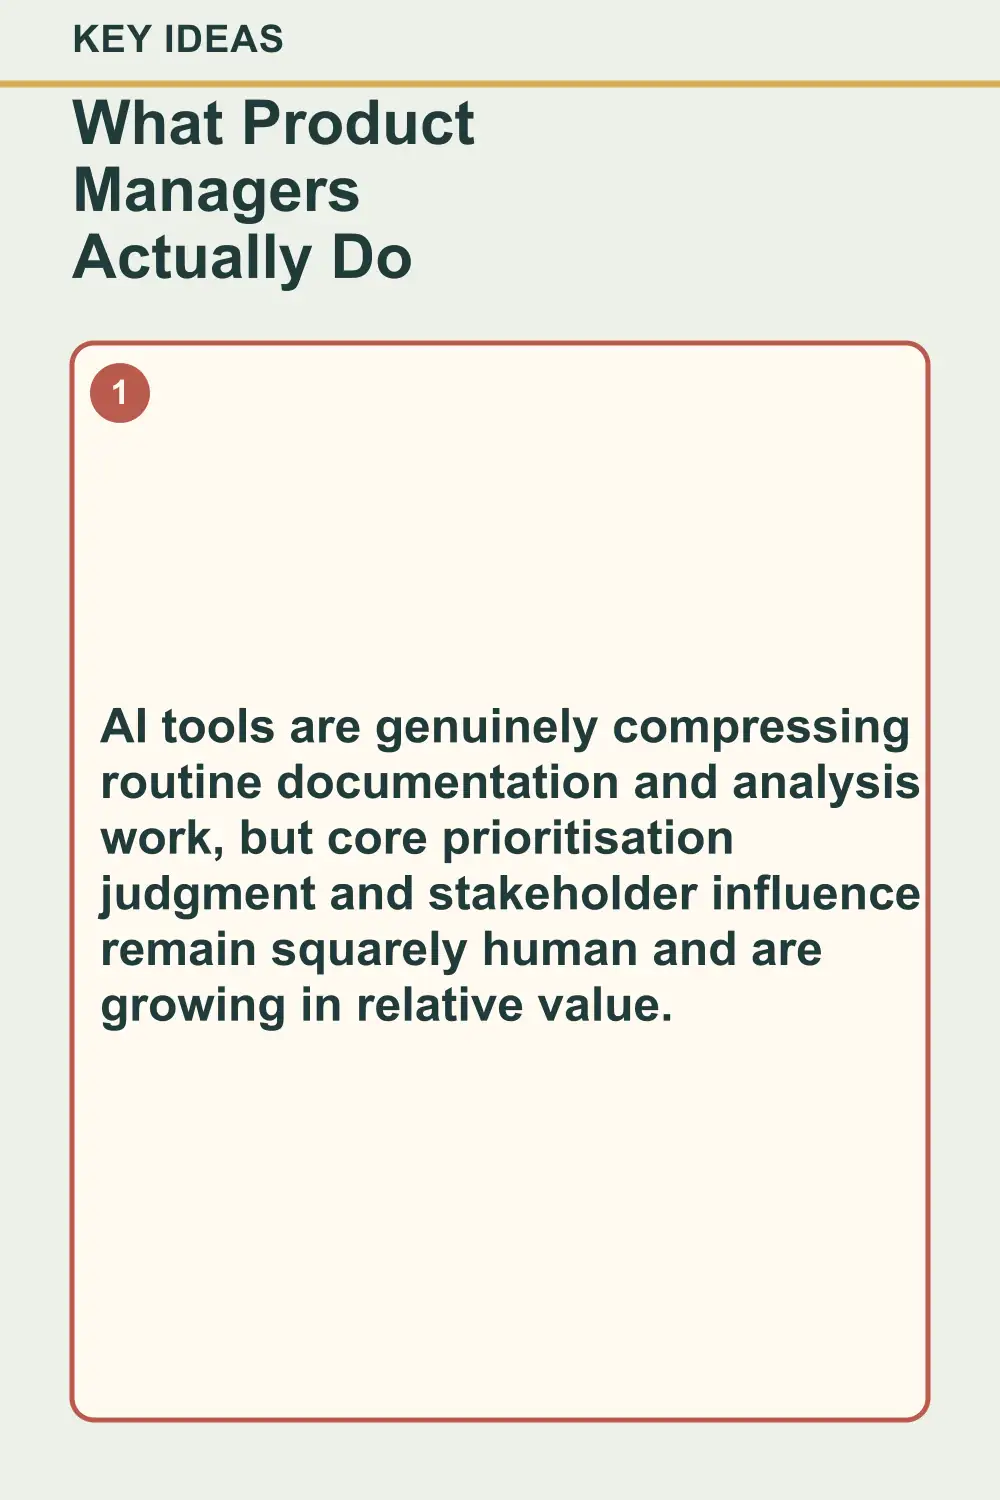 KEY IDEAS
What Product
Managers
Actually Do
1
AI tools are genuinely compressing
routine documentation and analysis
work, but core prioritisation
judgment and stakeholder influence
remain squarely human and are
growing in relative value.